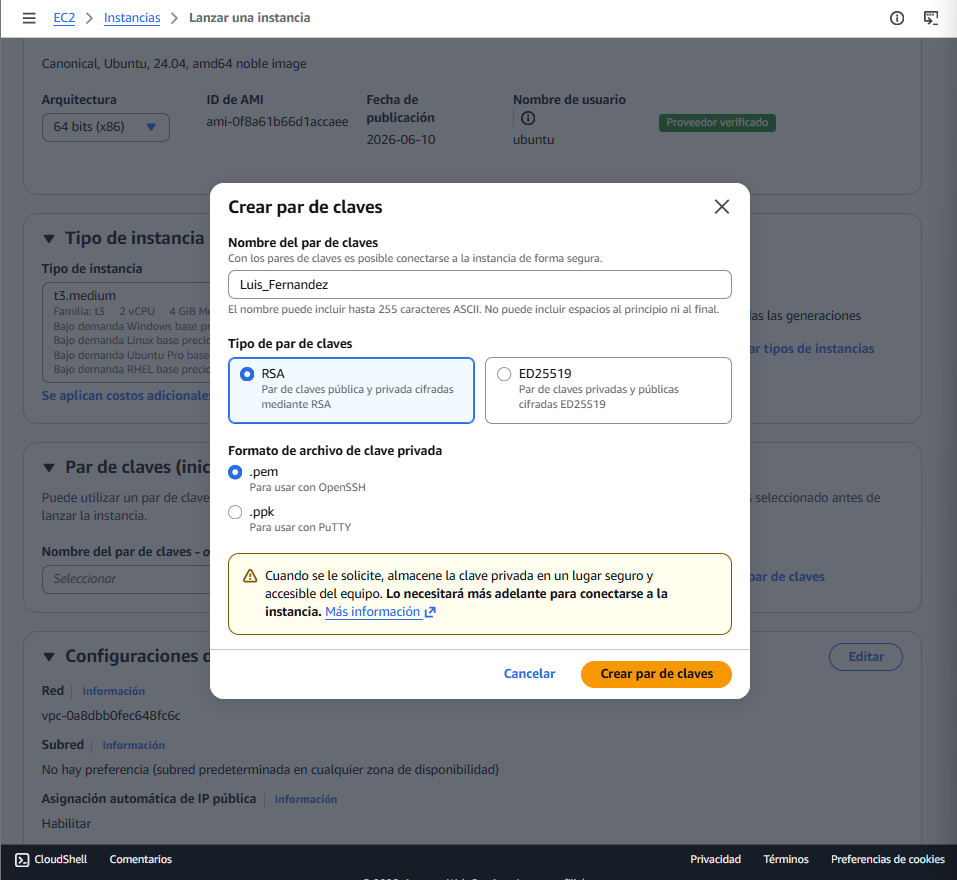 EC2 > Instancias > Lanzar una instancia
Canonical, Ubuntu, 24.04, amd64 noble image
Arquitectura
64 bits (x86)
ID de AMI
ami-0f8a61b66d1accaee
Fecha de
publicación
2026-06-10
Nombre de usuario
ubuntu
Proveedor verificado
Tipo de instancia
Tipo de instancia
t3.medium
Familia: t3 2 vCPU 4 GiB
Bajo demanda Windows base
Bajo demanda Linux base
Bajo demanda Ubuntu Pro base
Bajo demanda RHEL base
Se aplican costos adicionales
las generaciones
tipos de instancias
Crear par de claves
Nombre del par de claves
Con los pares de claves es posible conectarse a la instancia de forma segura.
Luis_Fernandez
El nombre puede incluir hasta 255 caracteres ASCII. No puede incluir espacios al principio ni al final.
Tipo de par de claves
RSA
Par de claves pública y privada cifradas
mediante RSA
ED25519
Par de claves privadas y públicas
cifradas ED25519
Formato de archivo de clave privada
.pem
Para usar con OpenSSH
.ppk
Para usar con PuTTY
Cuando se le solicite, almacene la clave privada en un lugar seguro y
accesible del equipo. Lo necesitará más adelante para conectarse a la
instancia. Más información
Cancelar
Crear par de claves
Par de claves (inic
Puede utilizar un par de clave
lanzar la instancia.
seleccionado antes de
Nombre del par de claves - o
Seleccionar
par de claves
Configuraciones d
Editar
Red Información
vpc-0a8dbb0fec648fc6c
Subred Información
No hay preferencia (subred predeterminada en cualquier zona de disponibilidad)
Asignación automática de IP pública Información
Habilitar
CloudShell Comentarios Privacidad Términos Preferencias de cookies